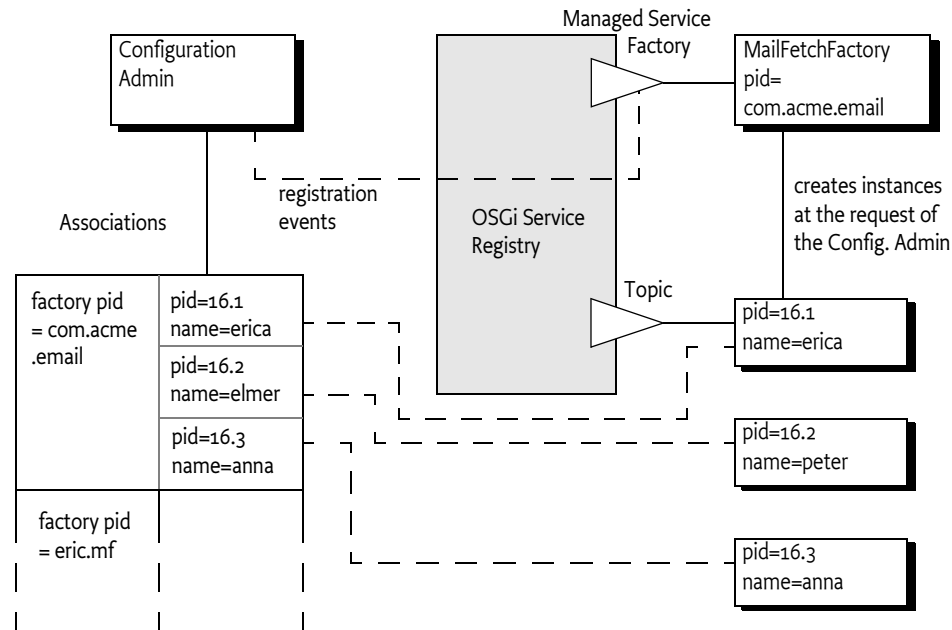 Managed Service
Factory
Configuration
Admin
MailFetchFactory
pid=
com.acme.email
registration
events
creates instances
at the request of
the Config. Admin
Associations
OSGi Service
Registry
Topic
factory pid
= com.acme
.email
pid=16.1
name=erica
pid=16.2
name=elmer
pid=16.3
name=anna
pid=16.1
name=erica
pid=16.2
name=peter
factory pid
= eric.mf
pid=16.3
name=anna